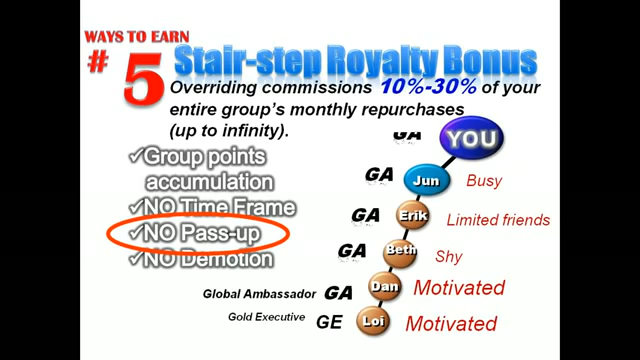 WAYS TO EARN
# 5
Stair-step Royalty Bonus
Overriding commissions 10%-30% of your
entire group's monthly repurchases
(up to infinity).
GA YOU
✓Group points
accumulation
✓NO Time Frame
✓NO Pass-up
✓NO Demotion
GA Jun Busy
GA Erik Limited friends
GA Beth Shy
Global Ambassador GA Dan Motivated
Gold Executive GE Loi Motivated